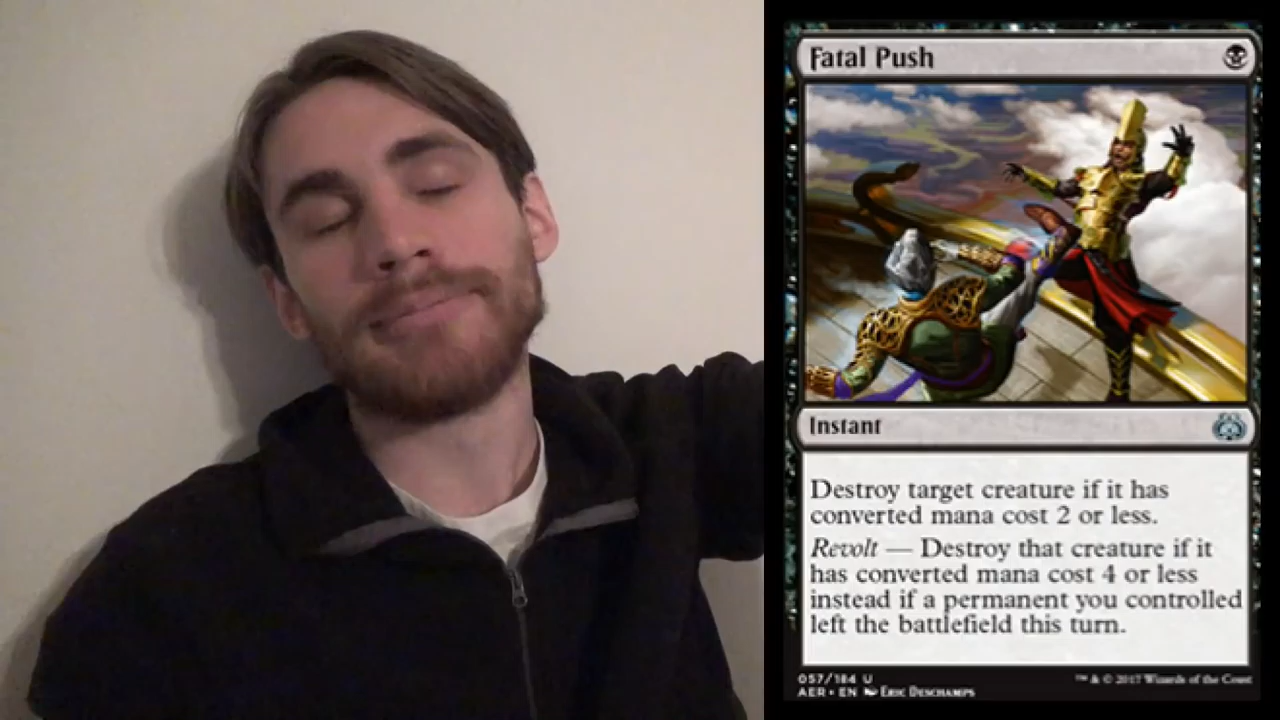 Fatal Push
Instant
Destroy target creature if it has
converted mana cost 2 or less.
Revolt — Destroy that creature if it
has converted mana cost 4 or less
instead if a permanent you controlled
left the battlefield this turn.
057/184 U
™ & © 2017 Wizards of the Coast
AER • EN Eric Deschamps